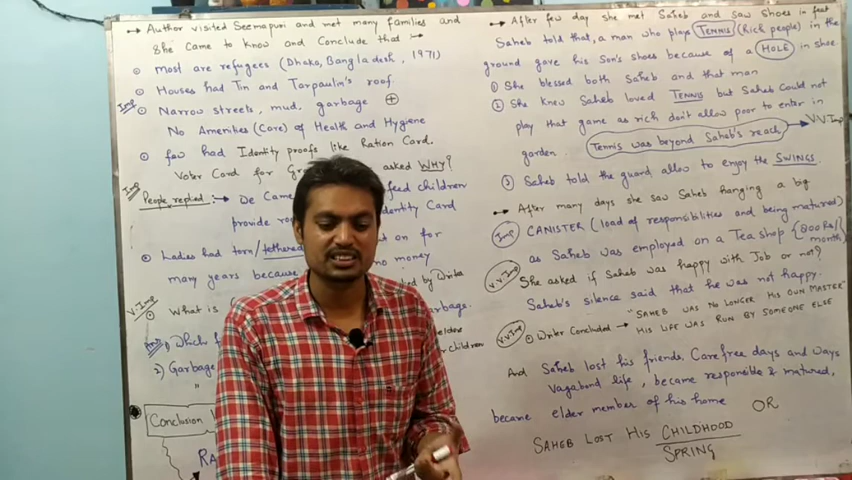 → Author visited Seemapuri and met many families and
She came to know and Conclude that :→
⊙ most are refugees (Dhaka, Bangladesh, 1971)
⊙ Houses had Tin and Tarpaulin's roof.
Imp ⊙ Narrow streets, mud, garbage ⊕
No Amenities (Care) of Health and Hygiene
⊙ few had Identity proofs like Ration Card.
Voter Card for asked WHY?
Imp People replied :→ feed children
provide dentity Card
⊙ Ladies had torn/tethered on for
many years because no money
V.Imp ⊙ What is by Write
Ans: Which garbage.
2) Garbage elders
" children
Conclusion
→ After few day she met Saheb and saw Shoes in feet
Saheb told that, a man who plays TENNIS (Rich people) in the
ground gave his Son's shoes because of a HOLE in shoe
① She blessed both Saheb and that man
② She knew Saheb loved TENNIS but Saheb could not
play that game as rich don't allow poor to enter in
garden. Tennis was beyond Saheb's reach → V.V.Imp
③ Saheb told the guard allow to enjoy the SWINGS.
→ After many days she saw Saheb hanging a big
Imp CANISTER (load of responsibilities and being matured)
as Saheb was employed on a Tea shop {800 Rs/month}
V.V.Imp She asked if Saheb was happy with Job or not?
Saheb's silence said that he was not happy.
V.V.Imp ⊙ Writer Concluded → "SAHEB WAS NO LONGER HIS OWN MASTER"
HIS LIFE WAS RUN BY SOMEONE ELSE
And Saheb lost his friends, Carefree days and ways
Vagabond life, became responsible & matured,
became elder member of his home OR
SAHEB LOST HIS CHILDHOOD
SPRING